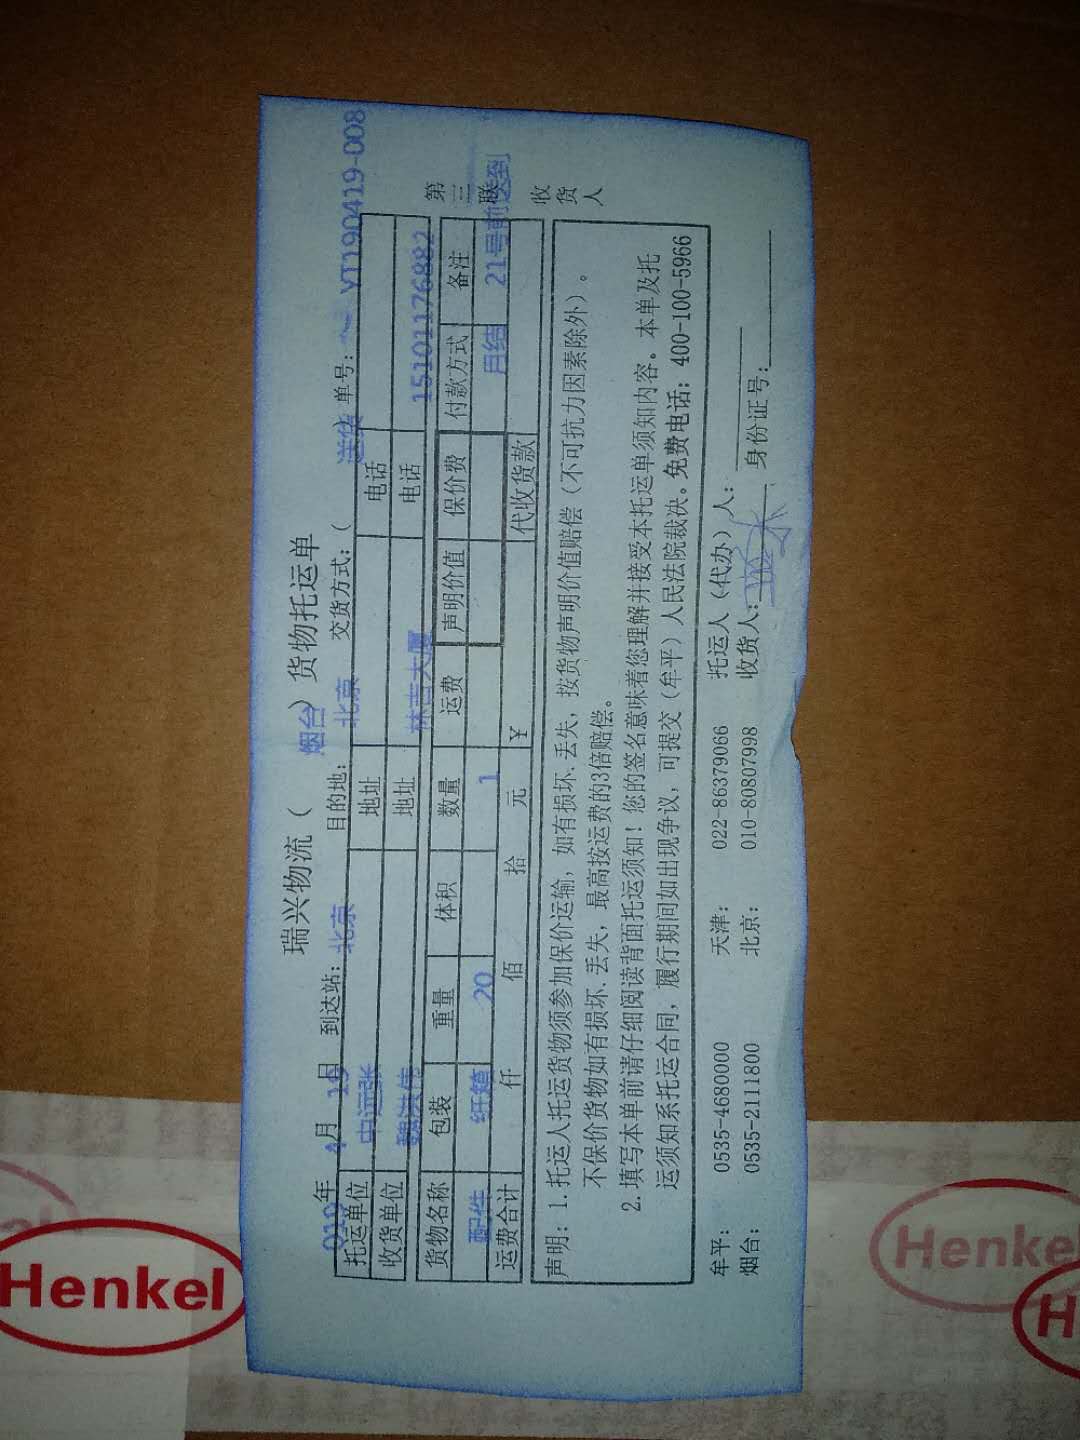 瑞兴物流（烟台）货物托运单
019年 4月 19日 到达站：北京 目的地：北京 交货方式：（送货）单号：YT190419-008
托运单位 中远张 地址 电话
收货单位 魏洪伟 地址 林吉大厦 电话 15101176882
货物名称 包装 重量 体积 数量 运费 声明价值 保价费 付款方式 备注
配件 纸箱 20 1 月结 21号前送到
运费合计 仟 佰 拾 元 ¥ 代收货款
第三联 收货人
声明：1.托运人托运货物须参加保价运输，如有损坏.丢失，按货物声明价值赔偿（不可抗力因素除外）。
不保价货物如有损坏.丢失，最高按运费的3倍赔偿。
2.填写本单前请仔细阅读背面托运须知！您的签名意味着您理解并接受本托运单须知内容。本单及托
运须知系托运合同，履行期间如出现争议，可提交（牟平）人民法院裁决。免费电话：400-100-5966
牟平： 0535-4680000 天津： 022-86379066 托运人（代办）人：
烟台： 0535-2111800 北京： 010-80807998 收货人： 身份证号：
Henkel
Henkel
H